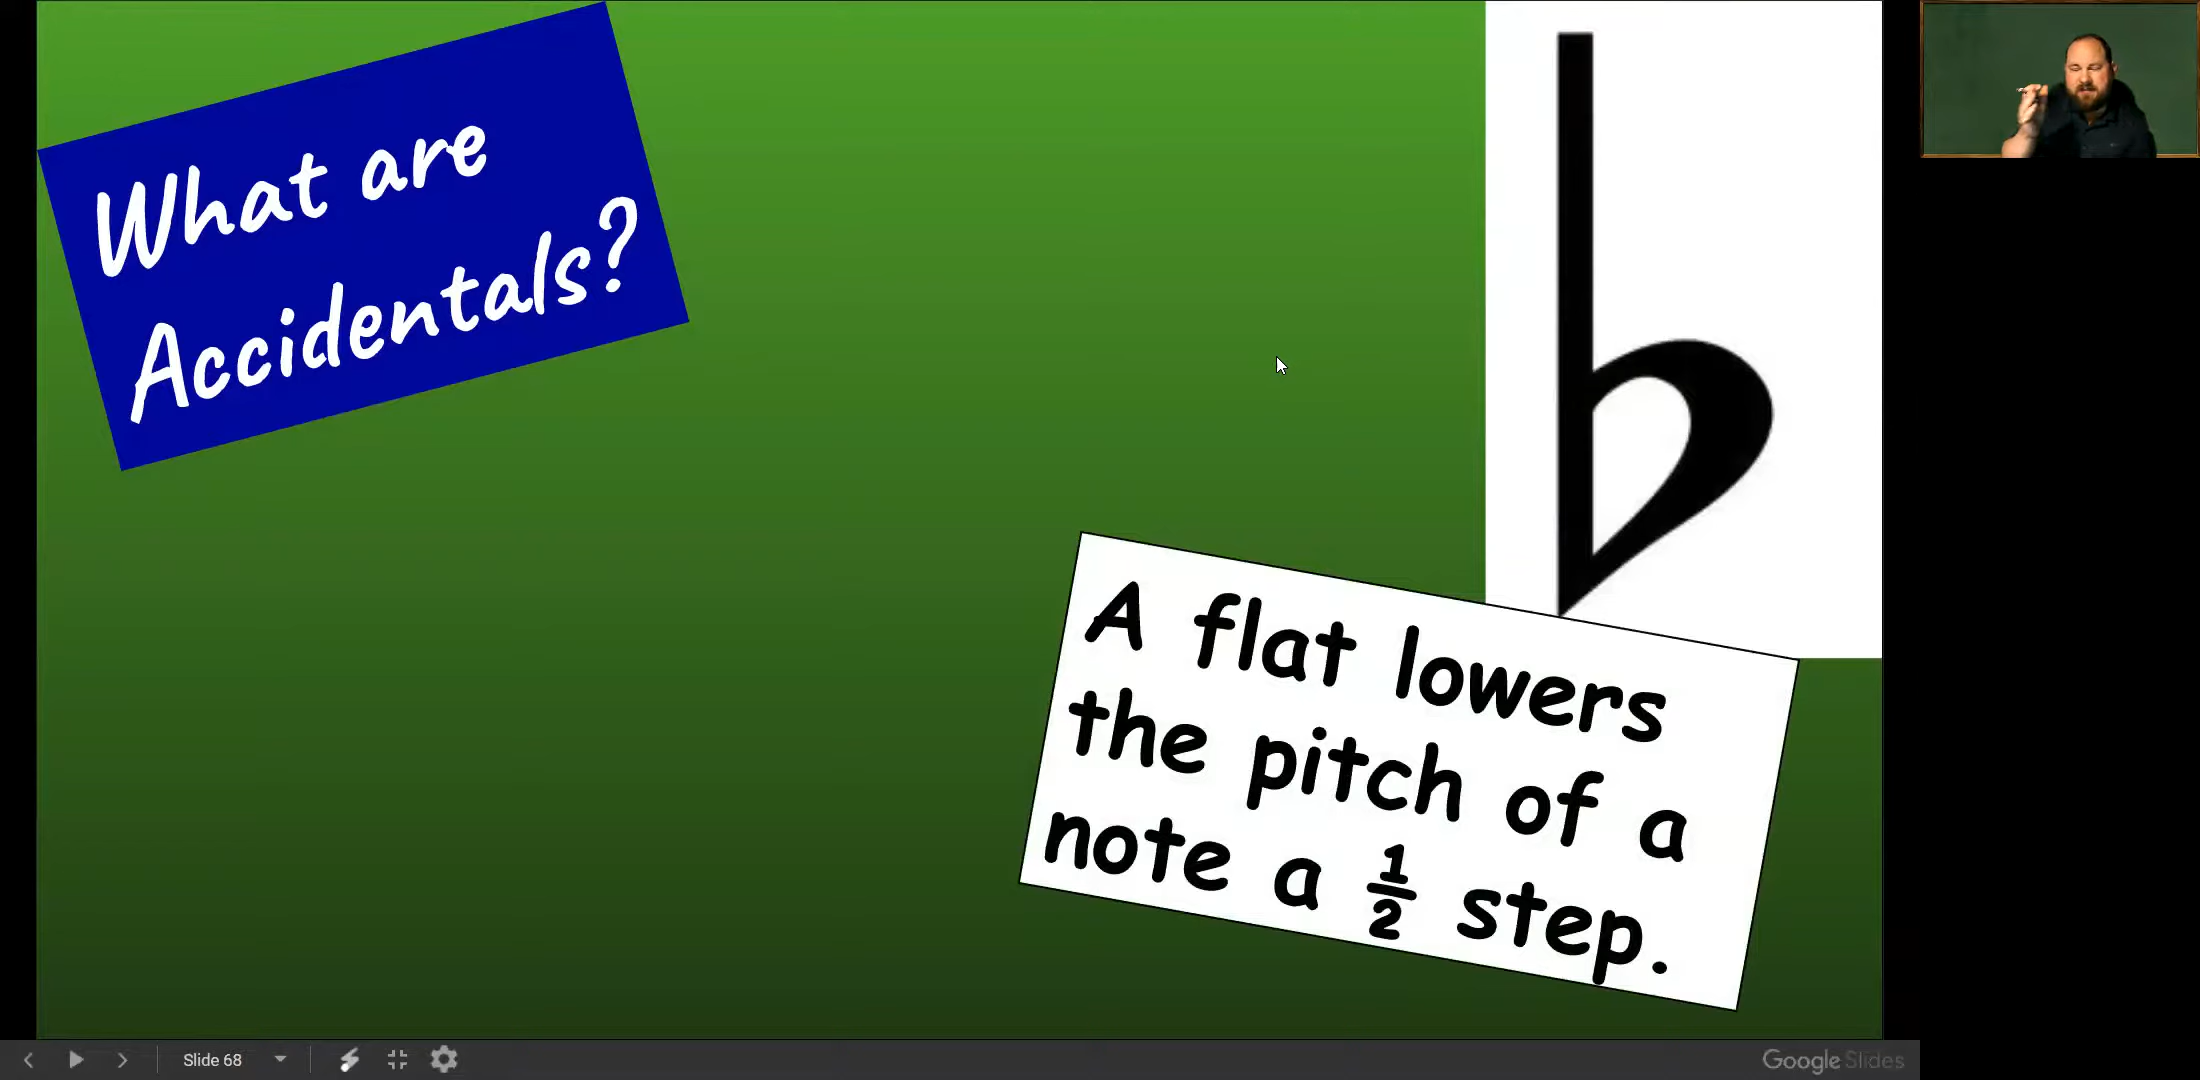 What are
Accidentals?
A flat lowers
the pitch of a
note a ½ step.
Slide 68
Google Slides